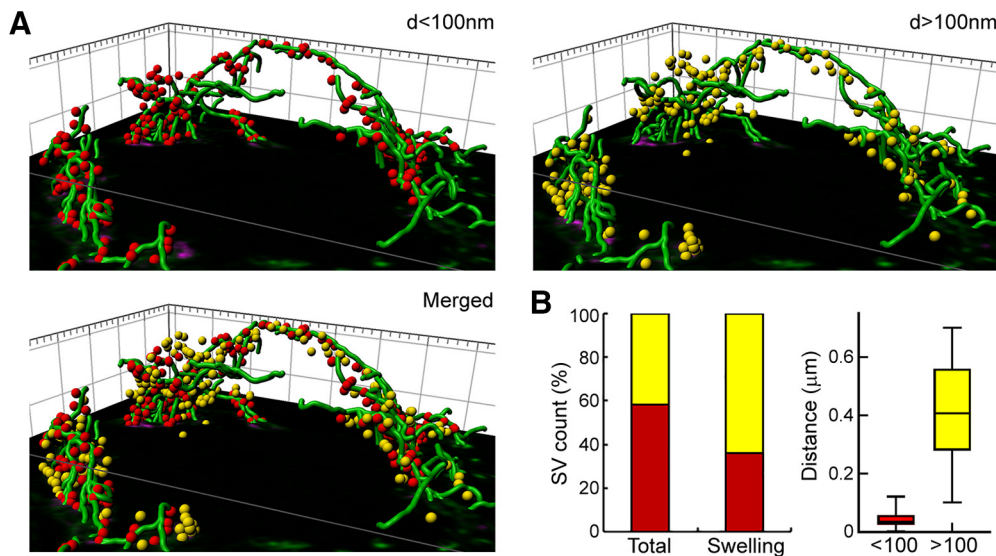 A
d<100nm
d>100nm
Merged
B
100
80
60
40
20
0
SV count (%)
Total
Swelling
0.6
0.4
0.2
0
Distance (μm)
<100
>100